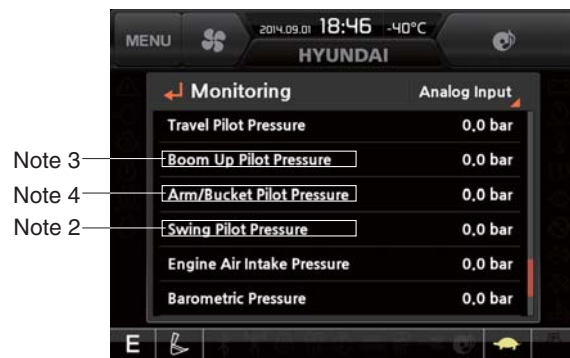 MENU 2014.09.01 18:46 -40°C
HYUNDAI
Monitoring Analog Input
Travel Pilot Pressure 0.0 bar
Note 3 Boom Up Pilot Pressure 0.0 bar
Note 4 Arm/Bucket Pilot Pressure 0.0 bar
Note 2 Swing Pilot Pressure 0.0 bar
Engine Air Intake Pressure 0.0 bar
Barometric Pressure 0.0 bar
E